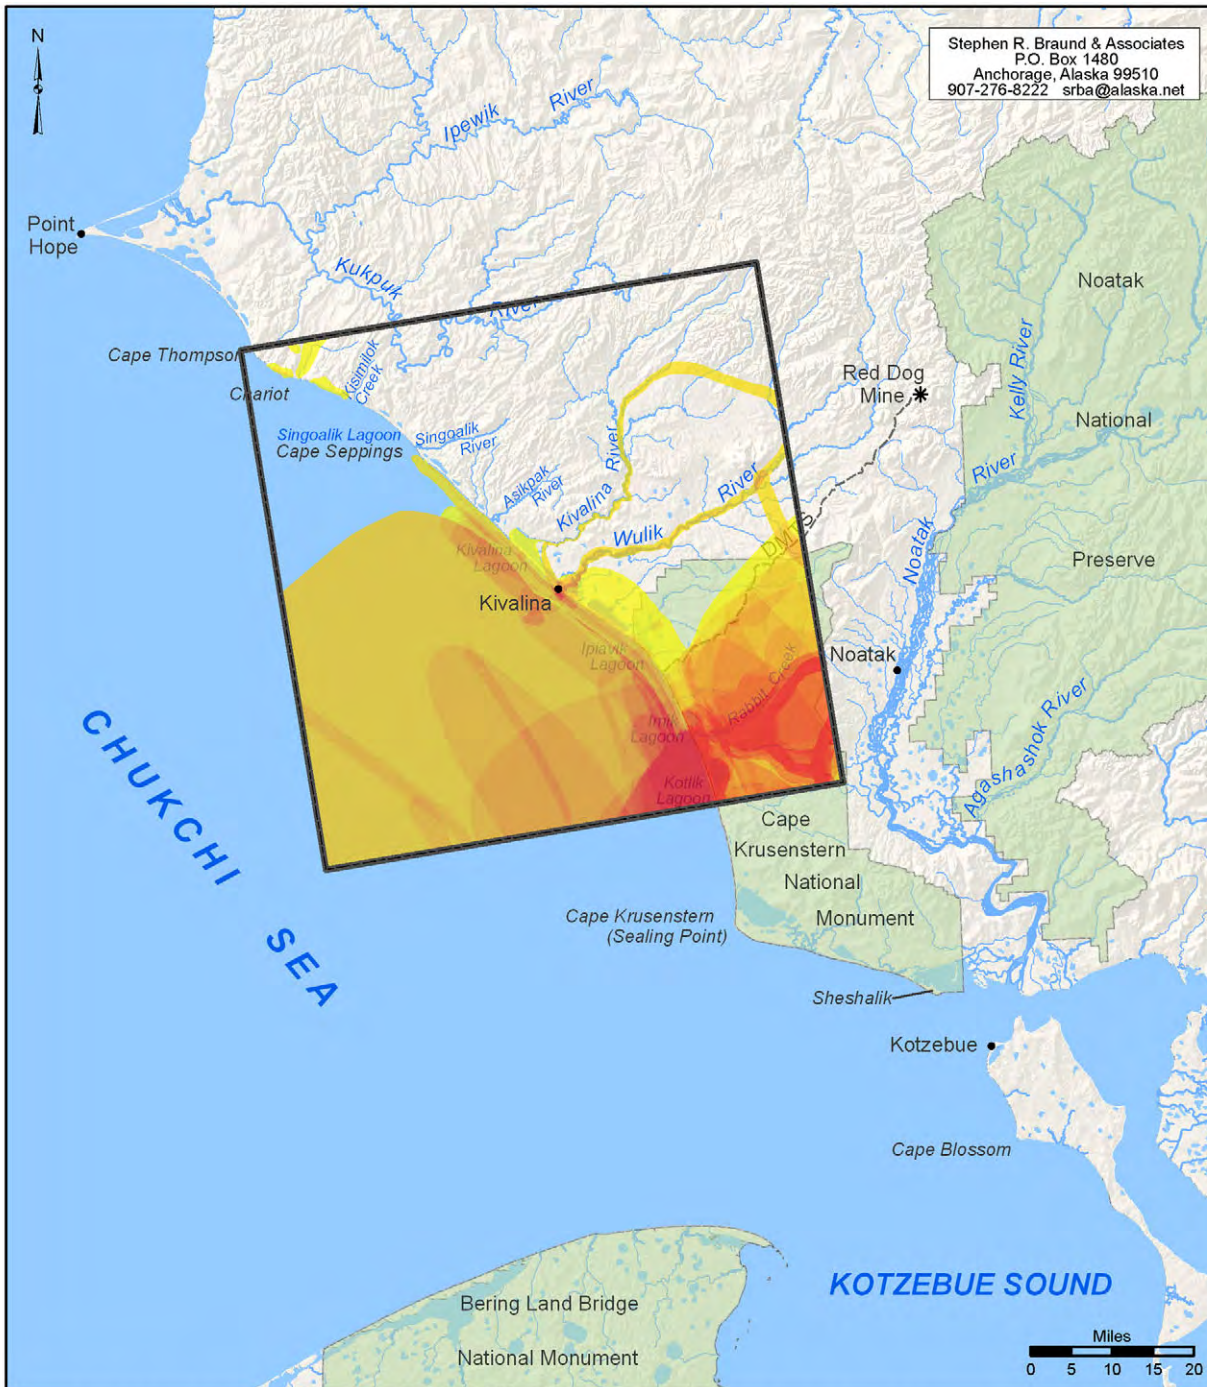 N
Stephen R. Braund & Associates
P.O. Box 1480
Anchorage, Alaska 99510
907-276-8222 srba@alaska.net
Ipewik River
Point
Hope
Kukpuk
River
Noatak
Kelly River
Cape Thompson
Chariot
Kisimilok
Creek
Red Dog
Mine
National
Singoalik Lagoon
Cape Seppings
Singoalik
River
River
Asikpak
River
Kivalina River
Wulik River
DMTS
Noatak
Preserve
Kivalina
Lagoon
Kivalina
Ipiavik
Lagoon
Noatak
Rabbit Creek
Imik
Lagoon
Agashashok River
Kotlik
Lagoon
CHUKCHI SEA
Cape
Krusenstern
National
Monument
Cape Krusenstern
(Sealing Point)
Sheshalik
Kotzebue
Cape Blossom
KOTZEBUE SOUND
Bering Land Bridge
National Monument
Miles
0 5 10 15 20